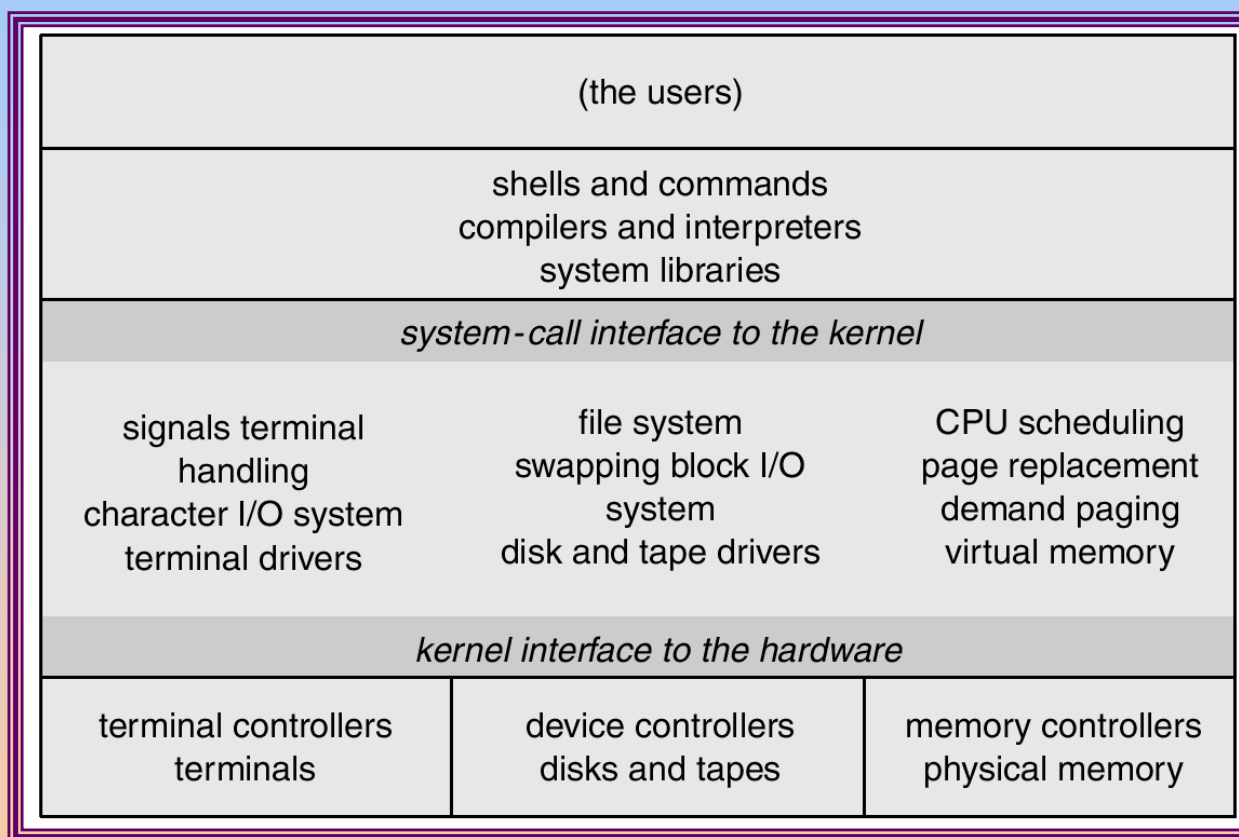 (the users)
shells and commands
compilers and interpreters
system libraries
system-call interface to the kernel
signals terminal
handling
character I/O system
terminal drivers
file system
swapping block I/O
system
disk and tape drivers
CPU scheduling
page replacement
demand paging
virtual memory
kernel interface to the hardware
terminal controllers
terminals
device controllers
disks and tapes
memory controllers
physical memory